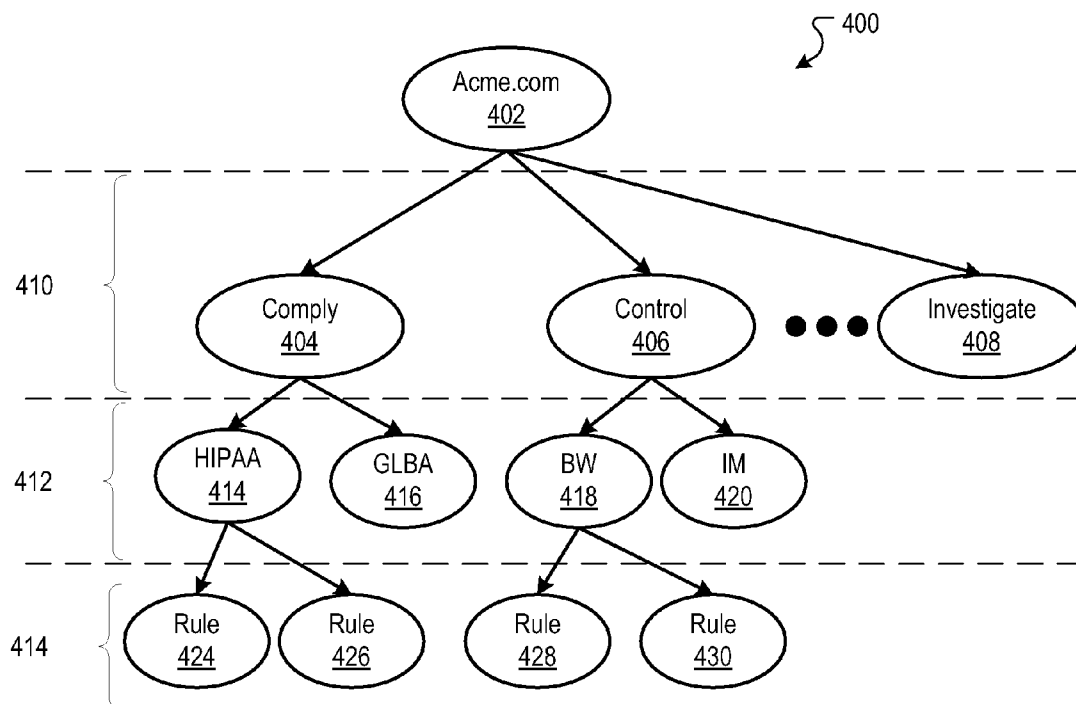 400
Acme.com
402
410
Comply
404
Control
406
Investigate
408
412
HIPAA
414
GLBA
416
BW
418
IM
420
414
Rule
424
Rule
426
Rule
428
Rule
430